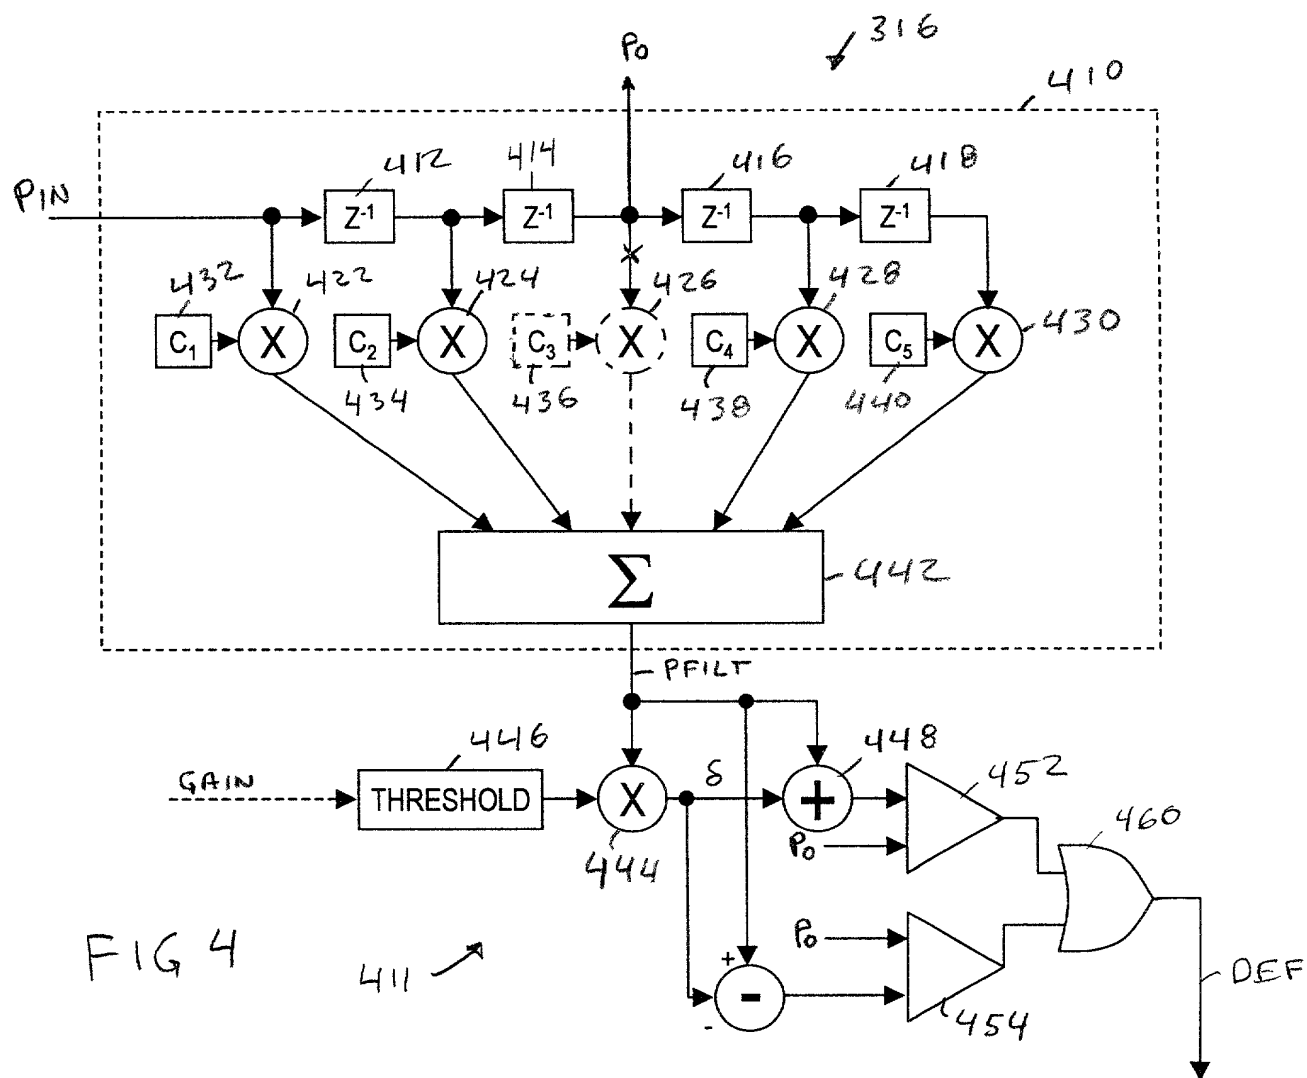 316
P0
410
412
414
416
418
PIN
Z-1
Z-1
Z-1
Z-1
432
422
424
426
428
430
C1
X
C2
X
C3
X
C4
X
C5
X
434
436
438
440
Σ
442
PFILT
446
448
GAIN
THRESHOLD
X
δ
+
452
444
P0
460
FIG 4
411
P0
+
-
-
454
DEF